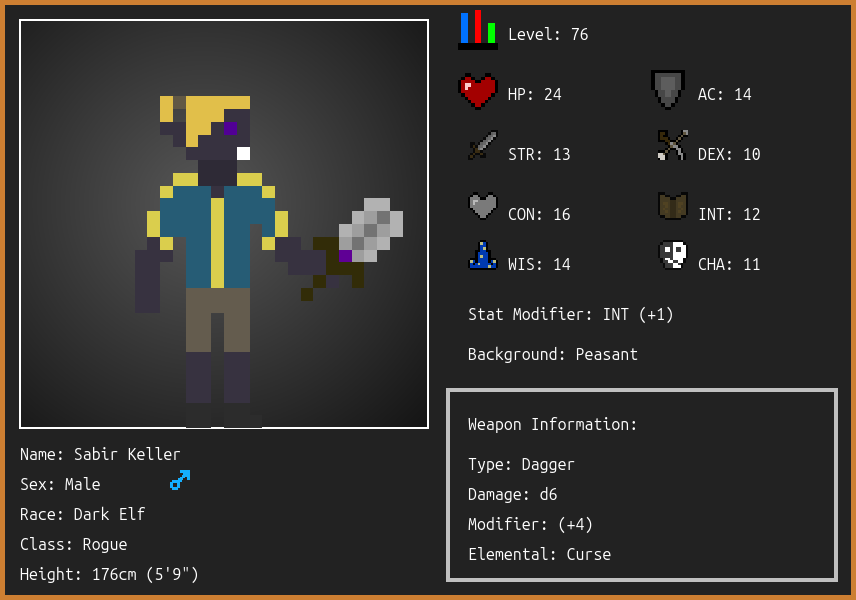 Level: 76
HP: 24
AC: 14
STR: 13
DEX: 10
CON: 16
INT: 12
WIS: 14
CHA: 11
Stat Modifier: INT (+1)
Background: Peasant
Weapon Information:
Type: Dagger
Damage: d6
Modifier: (+4)
Elemental: Curse
Name: Sabir Keller
Sex: Male
Race: Dark Elf
Class: Rogue
Height: 176cm (5'9")